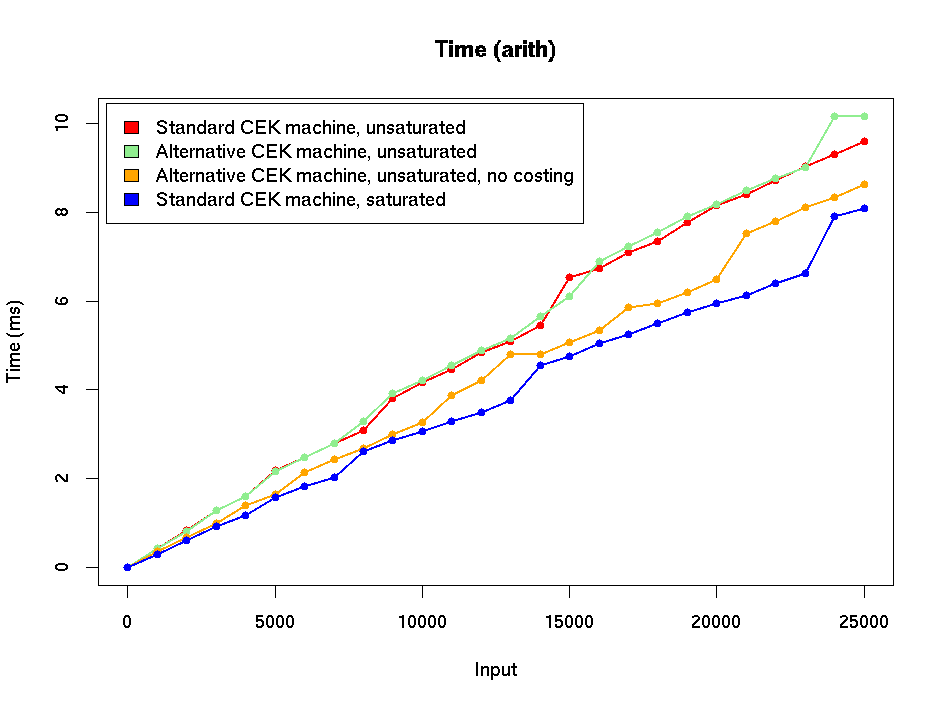 Time (arith)
Standard CEK machine, unsaturated
Alternative CEK machine, unsaturated
Alternative CEK machine, unsaturated, no costing
Standard CEK machine, saturated
10
8
6
4
2
0
Time (ms)
0 5000 10000 15000 20000 25000
Input